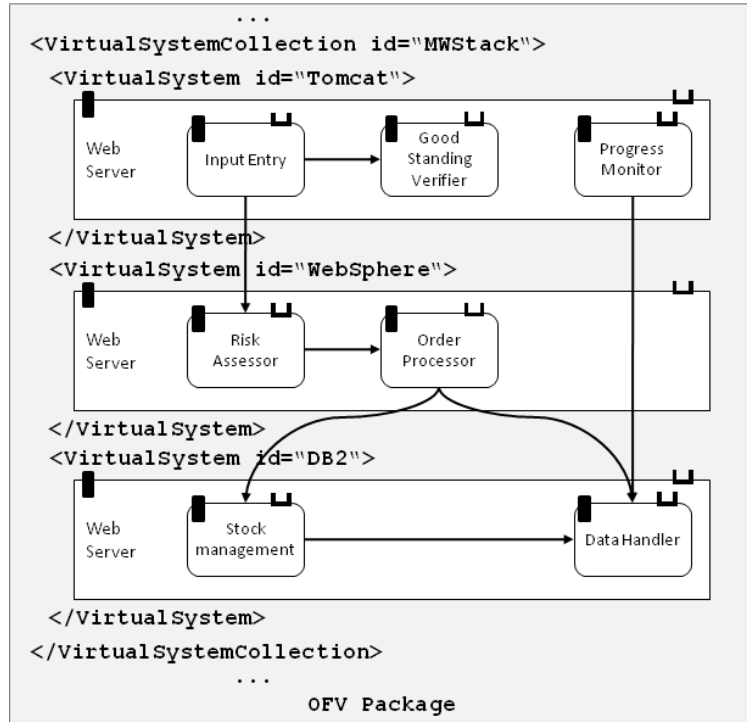 ...
<VirtualSystemCollection id="MWStack">
<VirtualSystem id="Tomcat">
Web
Server
Input Entry
Good
Standing
Verifier
Progress
Monitor
</VirtualSystem>
<VirtualSystem id="WebSphere">
Web
Server
Risk
Assessor
Order
Processor
</VirtualSystem>
<VirtualSystem id="DB2">
Web
Server
Stock
management
Data Handler
</VirtualSystem>
</VirtualSystemCollection>
...
OFV Package